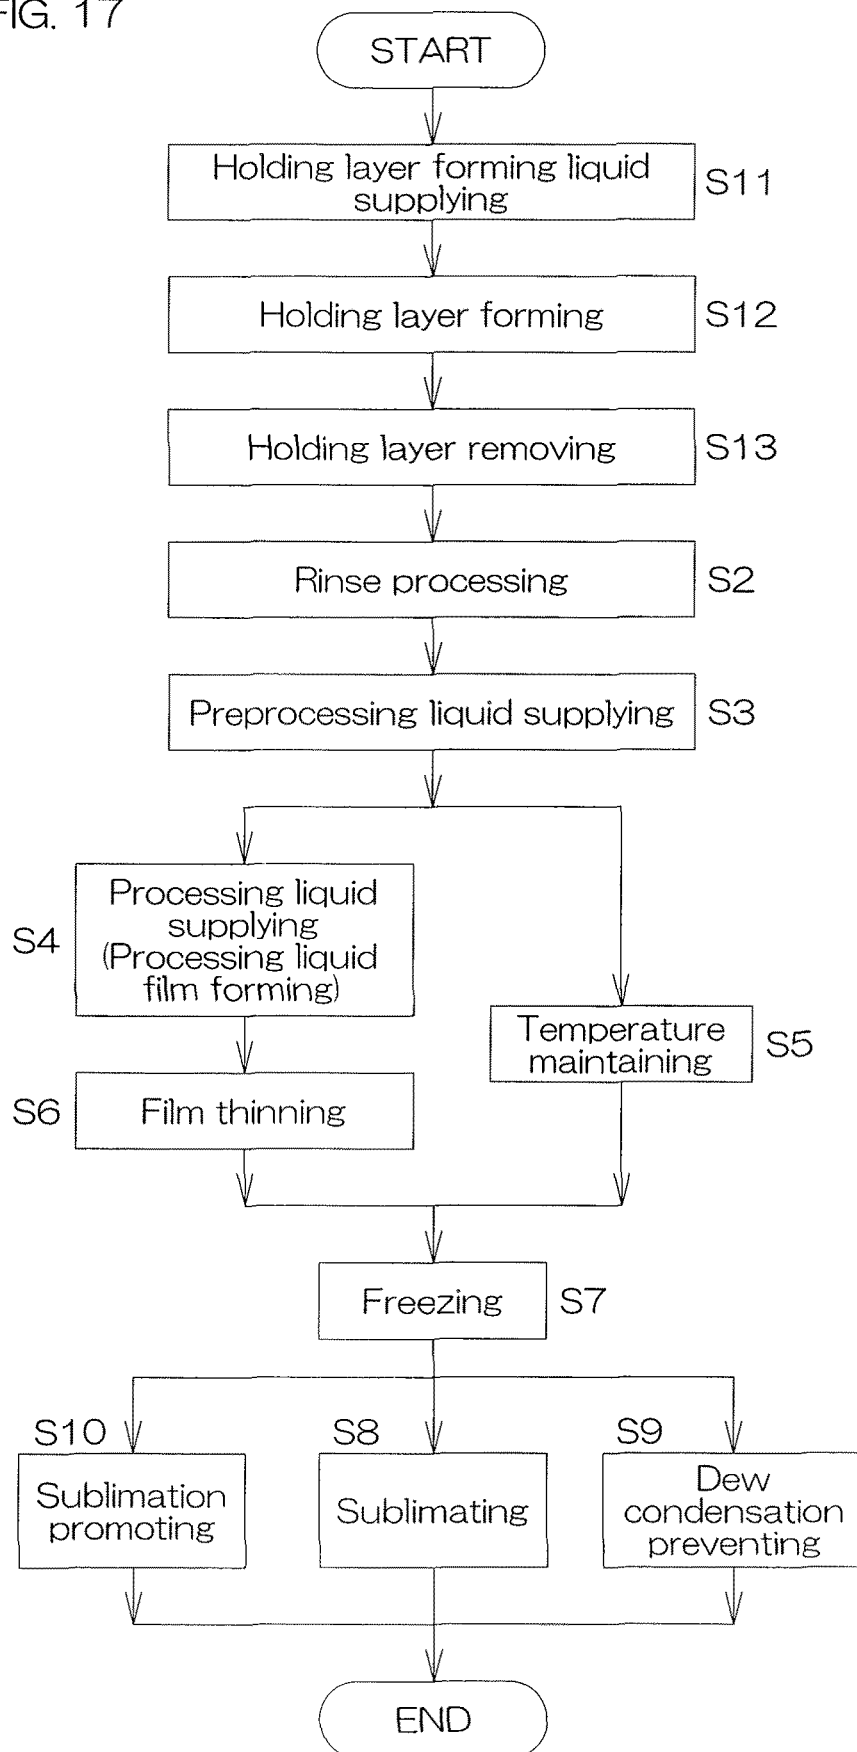 FIG. 17
START
Holding layer forming liquid
supplying
S11
Holding layer forming
S12
Holding layer removing
S13
Rinse processing
S2
Preprocessing liquid supplying
S3
Processing liquid
supplying
(Processing liquid
film forming)
S4
Temperature
maintaining
S5
S6
Film thinning
Freezing
S7
S10
S8
S9
Sublimation
promoting
Sublimating
Dew
condensation
preventing
END